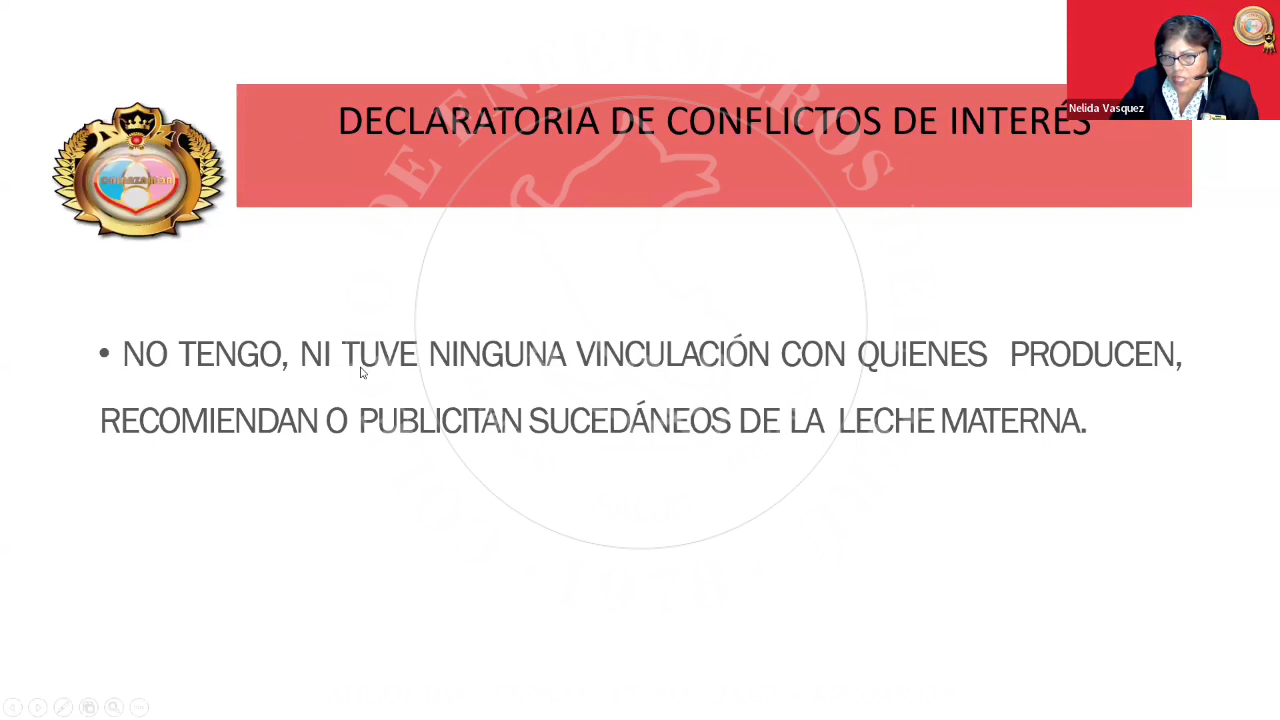 DECLARATORIA DE CONFLICTOS DE INTERÉS
Nelida Vasquez
• NO TENGO, NI TUVE NINGUNA VINCULACIÓN CON QUIENES PRODUCEN,
RECOMIENDAN O PUBLICITAN SUCEDÁNEOS DE LA LECHE MATERNA.